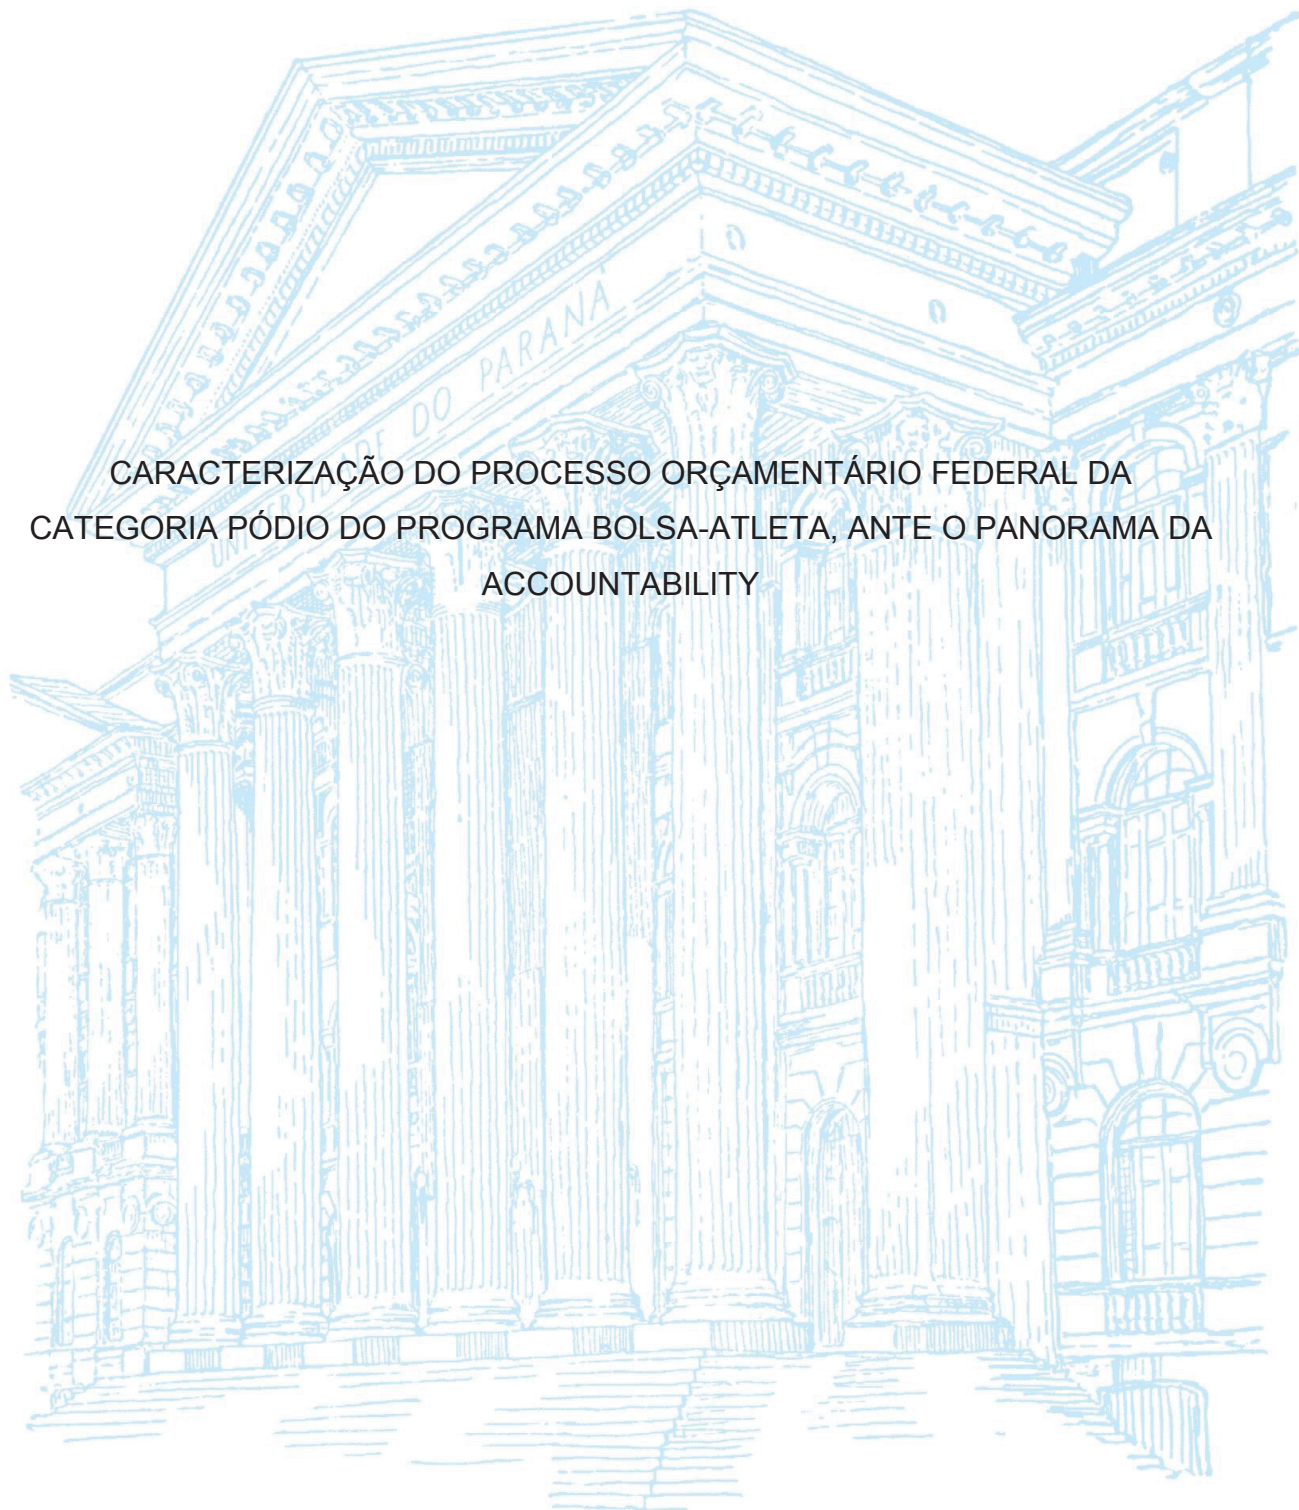 DO PARANÁ
CARACTERIZAÇÃO DO PROCESSO ORÇAMENTÁRIO FEDERAL DA
CATEGORIA PÓDIO DO PROGRAMA BOLSA-ATLETA, ANTE O PANORAMA DA
ACCOUNTABILITY